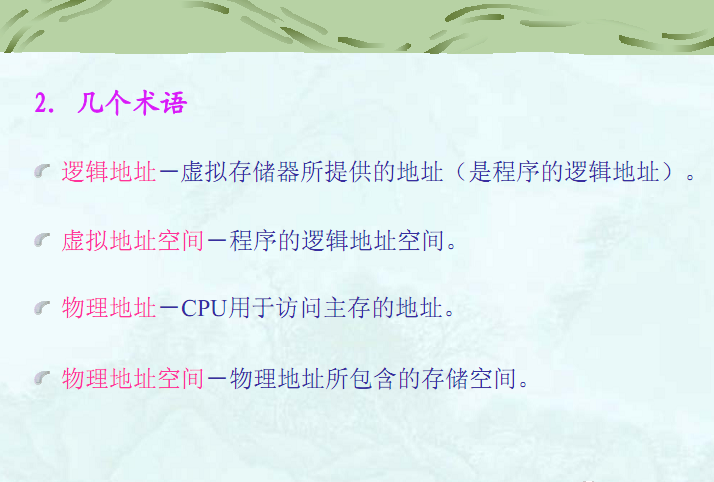 2. 几个术语
逻辑地址－虚拟存储器所提供的地址（是程序的逻辑地址）。
虚拟地址空间－程序的逻辑地址空间。
物理地址－CPU用于访问主存的地址。
物理地址空间－物理地址所包含的存储空间。